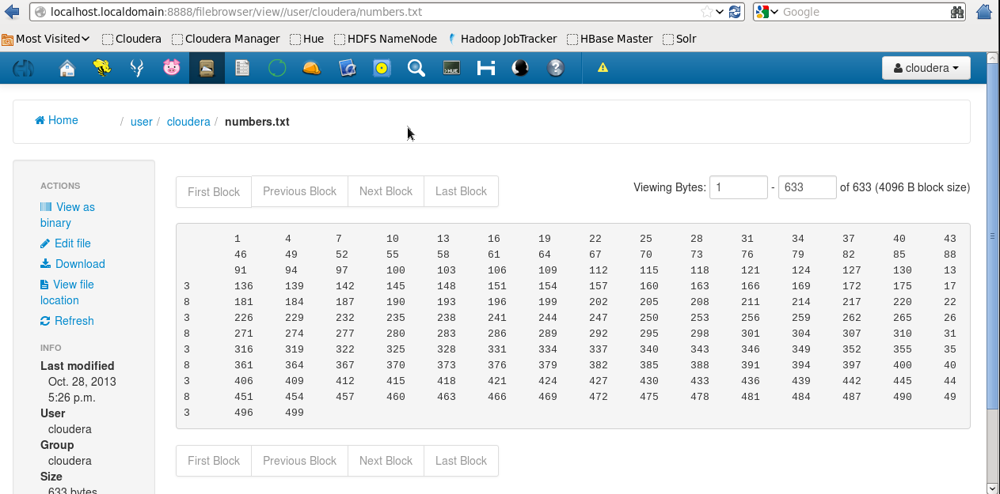 localhost.localdomain:8888/filebrowser/view//user/cloudera/numbers.txt
Google
Most Visited Cloudera Cloudera Manager Hue HDFS NameNode Hadoop JobTracker HBase Master Solr
HUE
cloudera
Home / user / cloudera / numbers.txt
ACTIONS
View as
binary
Edit file
Download
View file
location
Refresh
INFO
Last modified
Oct. 28, 2013
5:26 p.m.
User
cloudera
Group
cloudera
Size
633 bytes
First Block Previous Block Next Block Last Block
Viewing Bytes: 1 - 633 of 633 (4096 B block size)
1 4 7 10 13 16 19 22 25 28 31 34 37 40 43
46 49 52 55 58 61 64 67 70 73 76 79 82 85 88
91 94 97 100 103 106 109 112 115 118 121 124 127 130 13
3 136 139 142 145 148 151 154 157 160 163 166 169 172 175 17
8 181 184 187 190 193 196 199 202 205 208 211 214 217 220 22
3 226 229 232 235 238 241 244 247 250 253 256 259 262 265 26
8 271 274 277 280 283 286 289 292 295 298 301 304 307 310 31
3 316 319 322 325 328 331 334 337 340 343 346 349 352 355 35
8 361 364 367 370 373 376 379 382 385 388 391 394 397 400 40
3 406 409 412 415 418 421 424 427 430 433 436 439 442 445 44
8 451 454 457 460 463 466 469 472 475 478 481 484 487 490 49
3 496 499
First Block Previous Block Next Block Last Block